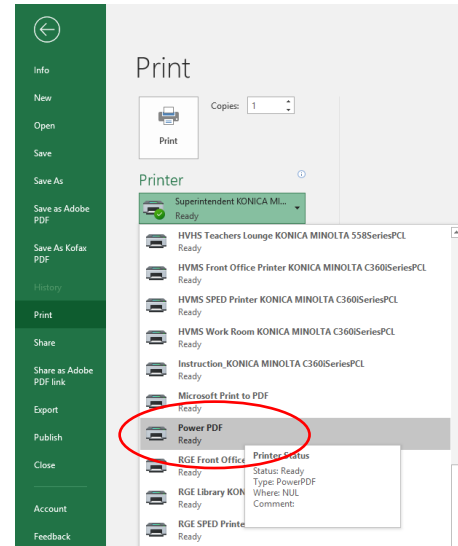 Info
New
Open
Save
Save As
Save as Adobe
PDF
Save As Kofax
PDF
History
Print
Share
Share as Adobe
PDF link
Export
Publish
Close
Account
Feedback
Print
Copies: 1
Print
Printer
Superintendent KONICA MI...
Ready
HVHS Teachers Lounge KONICA MINOLTA 558SeriesPCL
Ready
HVMS Front Office Printer KONICA MINOLTA C360iSeriesPCL
Ready
HVMS SPED Printer KONICA MINOLTA C360iSeriesPCL
Ready
HVMS Work Room KONICA MINOLTA C360iSeriesPCL
Ready
Instruction_KONICA MINOLTA C360iSeriesPCL
Ready
Microsoft Print to PDF
Ready
Power PDF
Ready
RGE Front Office
Ready
RGE Library KON
Ready
RGE SPED Printe
Ready
Printer Status
Status: Ready
Type: PowerPDF
Where: NUL
Comment: